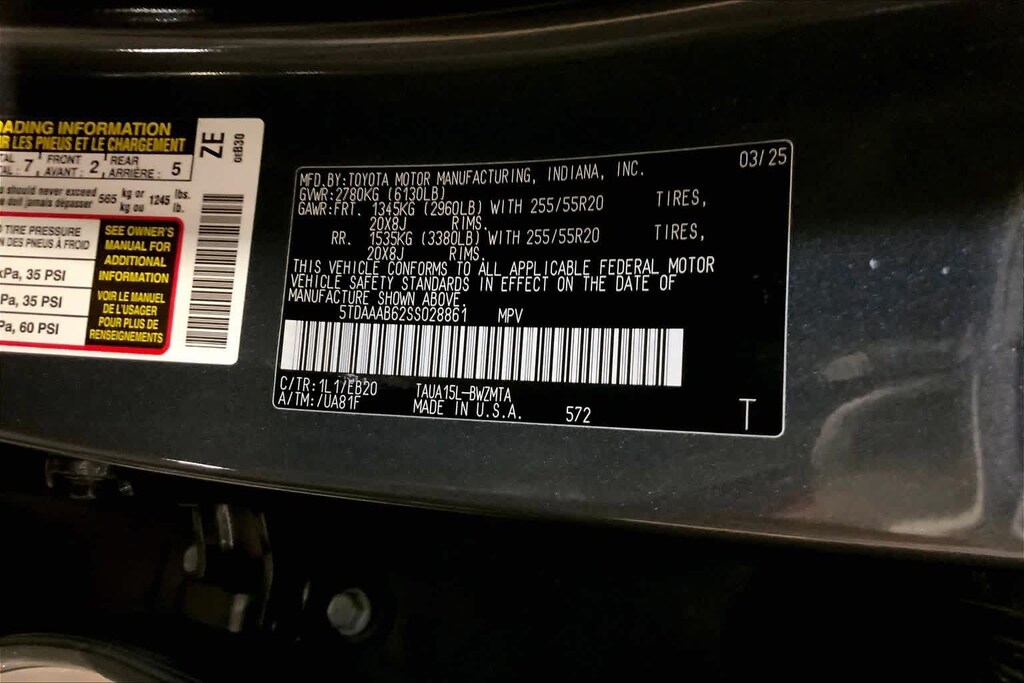 ADING INFORMATION
R LES PNEUS ET LE CHARGEMENT
7, FRONT AVANT: 2, REAR ARRIÈRE: 5
should never exceed 565 kg or 1245 lbs.
doit jamais dépasser kg ou lb.
TIRE PRESSURE
DES PNEUS À FROID
kPa, 35 PSI
Pa, 35 PSI
Pa, 60 PSI
SEE OWNER'S
MANUAL FOR
ADDITIONAL
INFORMATION
VOIR LE MANUEL
DE L'USAGER
POUR PLUS DE
RENSEIGNEMENTS
ZE
03/25
MFD.BY:TOYOTA MOTOR MANUFACTURING, INDIANA, INC.
GVWR:2780KG (6130LB)
GAWR:FRT. 1345KG (2960LB) WITH 255/55R20 TIRES,
20X8J RIMS.
RR. 1535KG (3380LB) WITH 255/55R20 TIRES,
20X8J RIMS.
THIS VEHICLE CONFORMS TO ALL APPLICABLE FEDERAL MOTOR
VEHICLE SAFETY STANDARDS IN EFFECT ON THE DATE OF
MANUFACTURE SHOWN ABOVE.
5TDAAAB62SS028861 MPV
C/TR:1L1/EB20 TAUA15L-BWZMTA
A/TM:/UA81F MADE IN U.S.A. 572 T